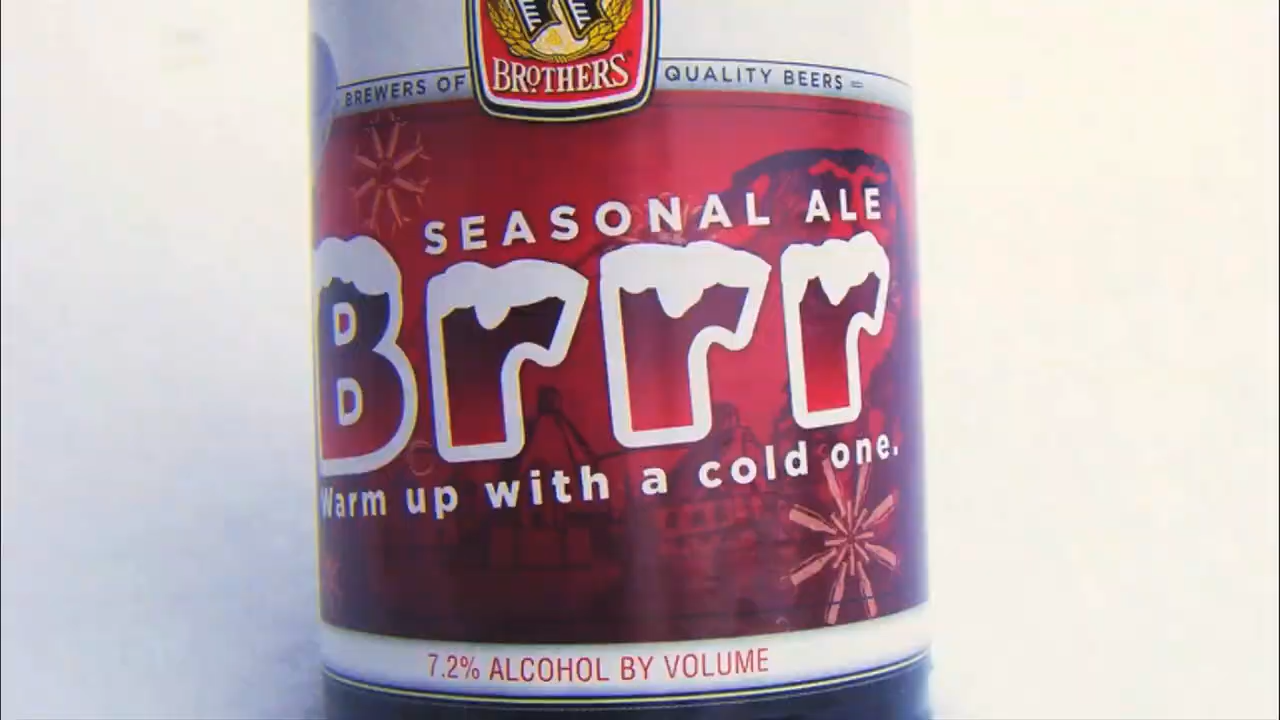 BROTHERS
BREWERS OF QUALITY BEERS
SEASONAL ALE
Brrr
Warm up with a cold one.
7.2% ALCOHOL BY VOLUME